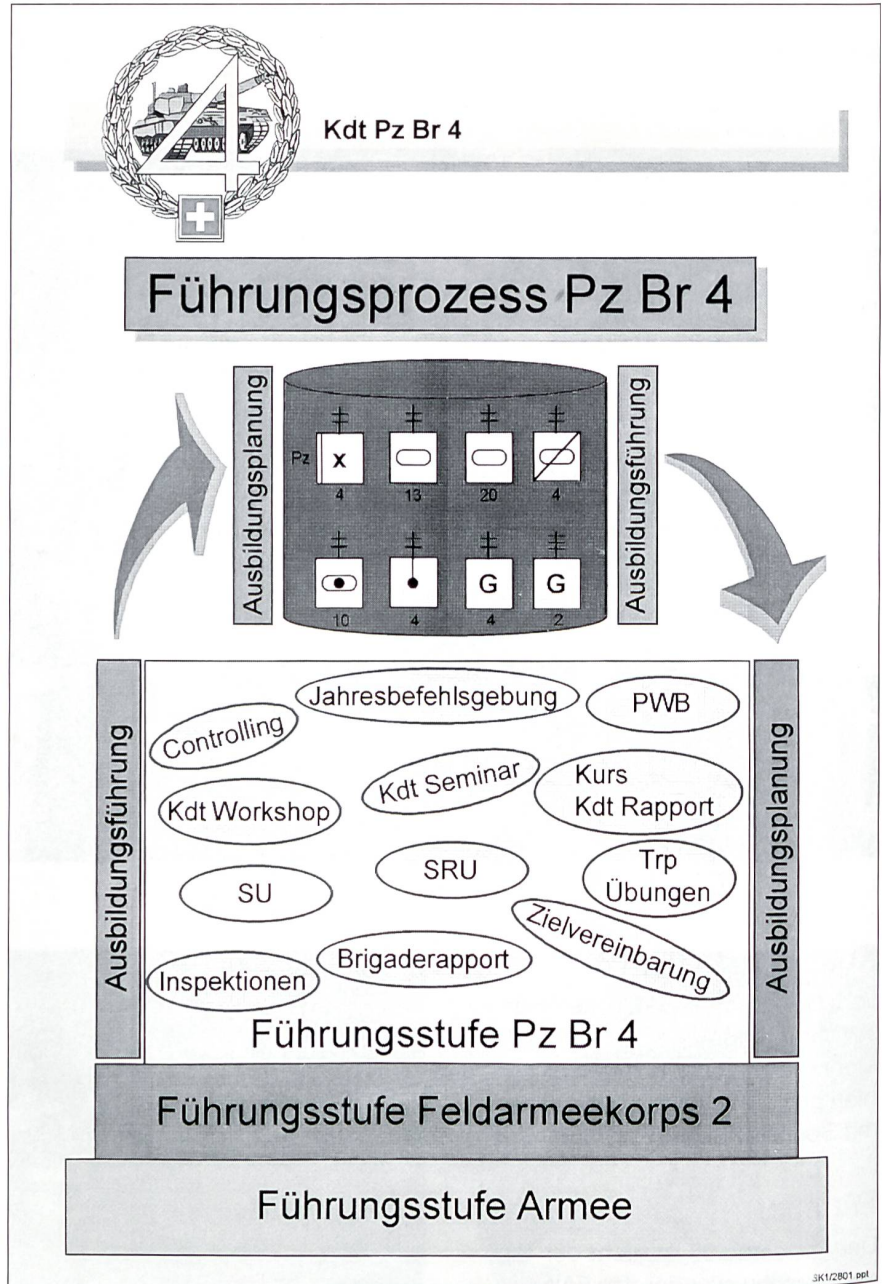 4
Kdt Pz Br 4
Führungsprozess Pz Br 4
Ausbildungsplanung
Pz
x
4
13
20
4
10
4
G
4
G
2
Ausbildungsführung
Ausbildungsführung
Jahresbefehlsgebung
PWB
Controlling
Kdt Seminar
Kurs
Kdt Rapport
Kdt Workshop
SRU
Trp
Übungen
SU
Zielvereinbarung
Brigaderapport
Inspektionen
Führungsstufe Pz Br 4
Ausbildungsplanung
Führungsstufe Feldarmeekorps 2
Führungsstufe Armee
3K1/2801 ppt